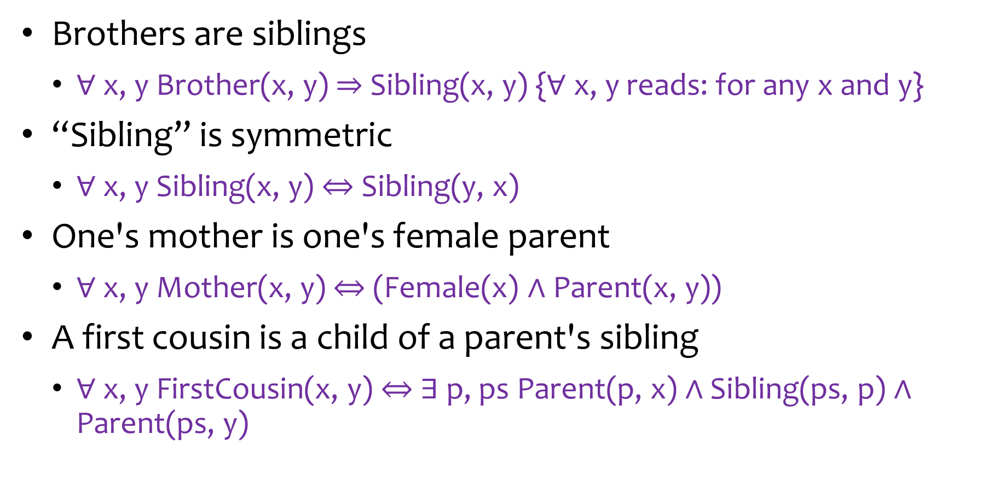 • Brothers are siblings
• ∀ x, y Brother(x, y) ⇒ Sibling(x, y) {∀ x, y reads: for any x and y}
• “Sibling” is symmetric
• ∀ x, y Sibling(x, y) ⇔ Sibling(y, x)
• One's mother is one's female parent
• ∀ x, y Mother(x, y) ⇔ (Female(x) ∧ Parent(x, y))
• A first cousin is a child of a parent's sibling
• ∀ x, y FirstCousin(x, y) ⇔ ∃ p, ps Parent(p, x) ∧ Sibling(ps, p) ∧
Parent(ps, y)